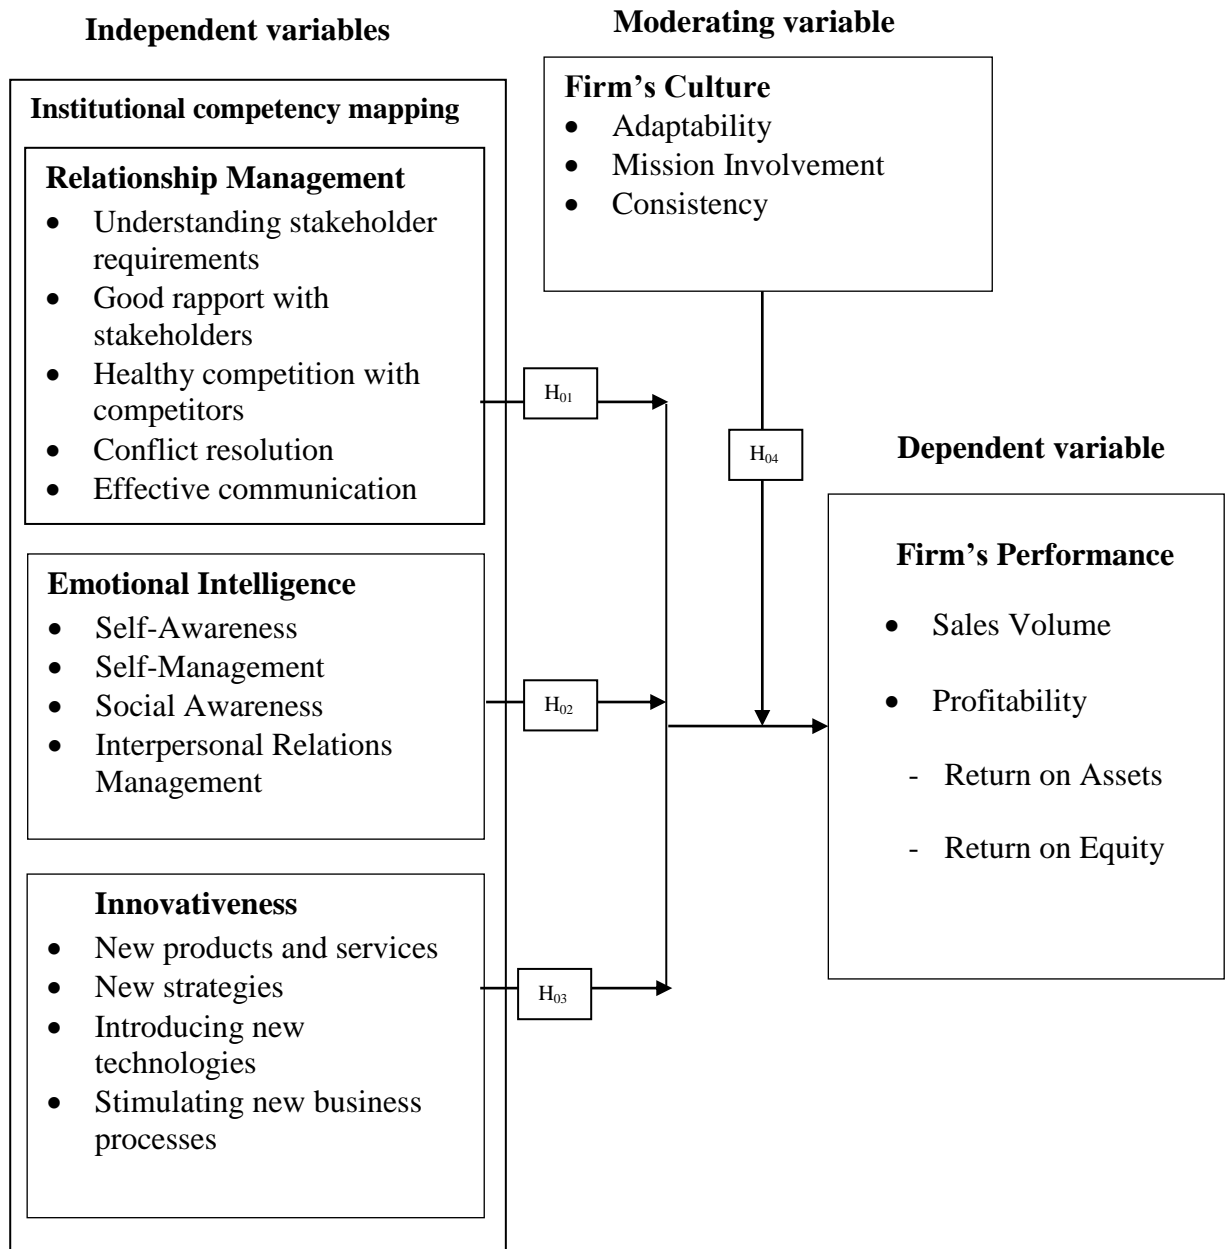 Independent variables
Moderating variable
Institutional competency mapping
Relationship Management
• Understanding stakeholder
requirements
• Good rapport with
stakeholders
• Healthy competition with
competitors
• Conflict resolution
• Effective communication
Emotional Intelligence
• Self-Awareness
• Self-Management
• Social Awareness
• Interpersonal Relations
Management
Innovativeness
• New products and services
• New strategies
• Introducing new
technologies
• Stimulating new business
processes
H01
H02
H03
Firm’s Culture
• Adaptability
• Mission Involvement
• Consistency
H04
Dependent variable
Firm’s Performance
• Sales Volume
• Profitability
- Return on Assets
- Return on Equity